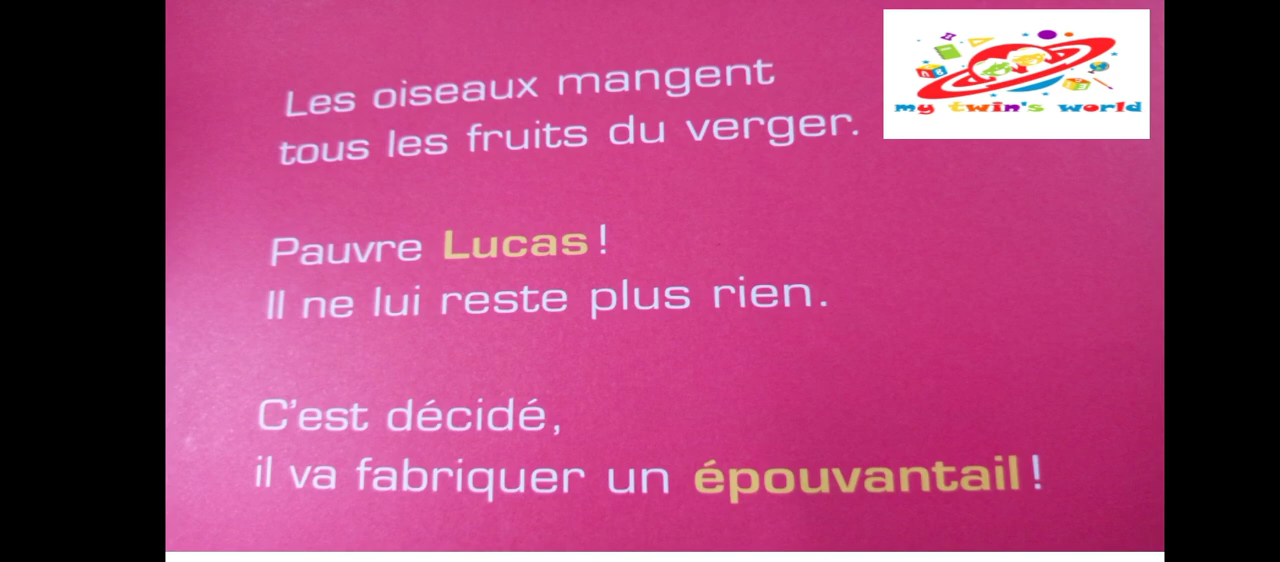 Les oiseaux mangent
tous les fruits du verger.
Pauvre Lucas !
Il ne lui reste plus rien.
C'est décidé,
il va fabriquer un épouvantail !
my twin's world